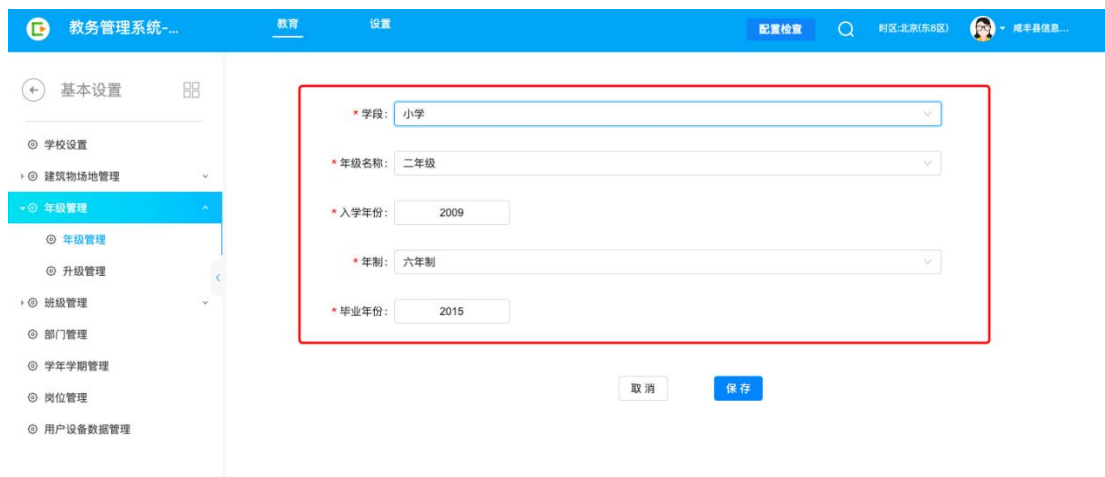 教务管理系统-...
教育
设置
配置检查
时区:北京(东8区)
咸丰县信息...
基本设置
学校设置
建筑物场地管理
年级管理
年级管理
升级管理
班级管理
部门管理
学年学期管理
岗位管理
用户设备数据管理
* 学段: 小学
* 年级名称: 二年级
* 入学年份: 2009
* 年制: 六年制
* 毕业年份: 2015
取 消
保 存